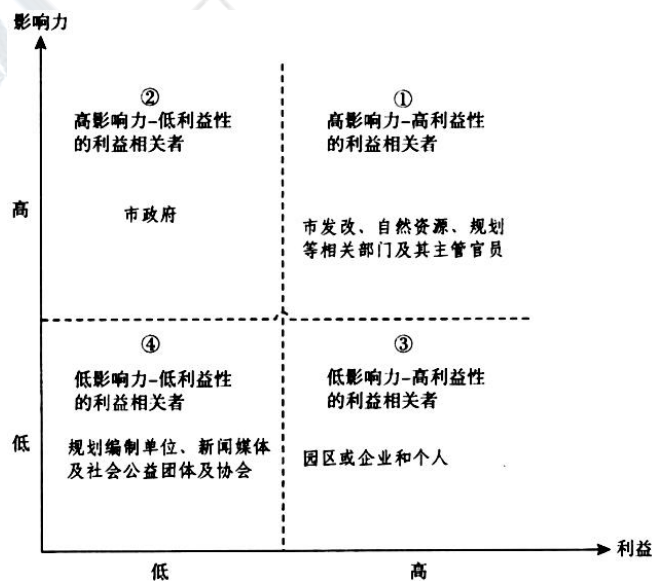 影响力
②
高影响力-低利益性
的利益相关者
市政府
①
高影响力-高利益性
的利益相关者
市发改、自然资源、规划
等相关部门及其主管官员
高
④
低影响力-低利益性
的利益相关者
规划编制单位、新闻媒体
及社会公益团体及协会
③
低影响力-高利益性
的利益相关者
园区或企业和个人
低
利益
低
高